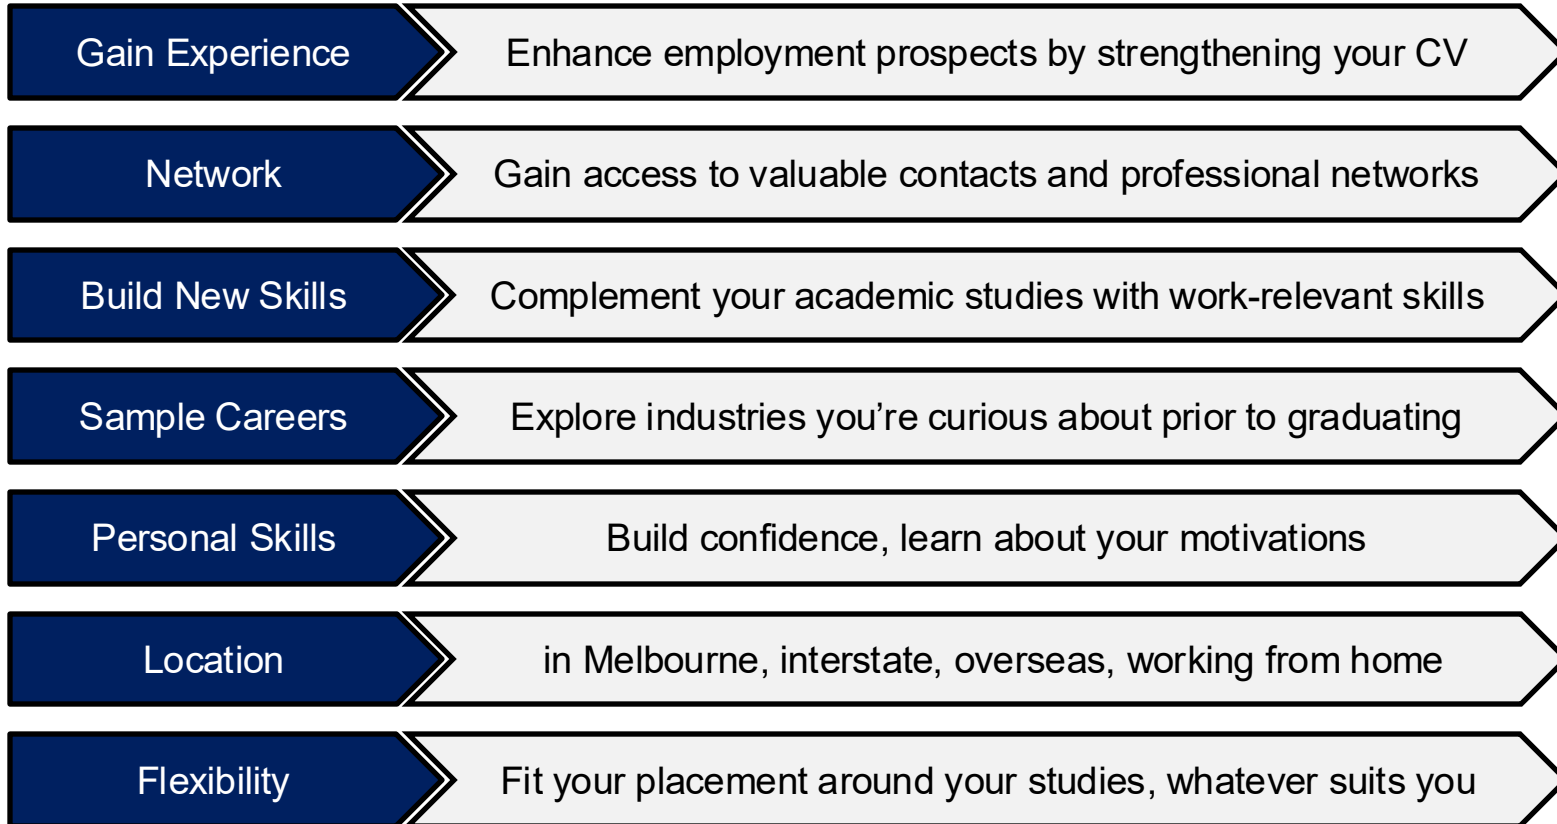 Gain Experience
Enhance employment prospects by strengthening your CV
Network
Gain access to valuable contacts and professional networks
Build New Skills
Complement your academic studies with work-relevant skills
Sample Careers
Explore industries you’re curious about prior to graduating
Personal Skills
Build confidence, learn about your motivations
Location
in Melbourne, interstate, overseas, working from home
Flexibility
Fit your placement around your studies, whatever suits you